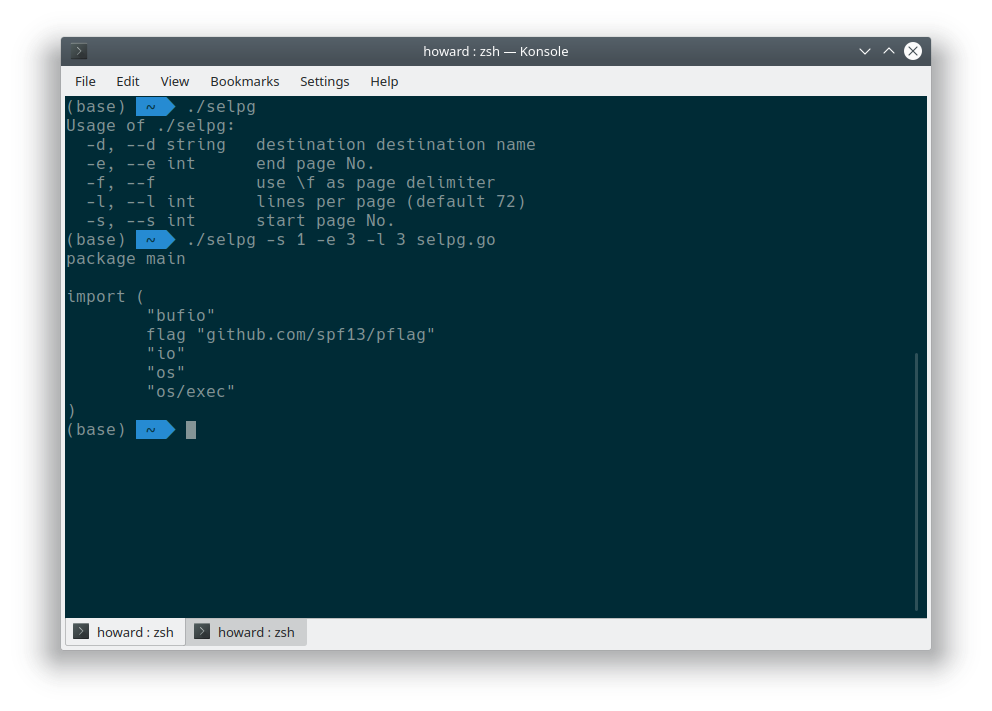 howard : zsh — Konsole
File Edit View Bookmarks Settings Help
(base) ~ ./selpg
Usage of ./selpg:
  -d, --d string   destination destination name
  -e, --e int      end page No.
  -f, --f          use \f as page delimiter
  -l, --l int      lines per page (default 72)
  -s, --s int      start page No.
(base) ~ ./selpg -s 1 -e 3 -l 3 selpg.go
package main

import (
        "bufio"
        flag "github.com/spf13/pflag"
        "io"
        "os"
        "os/exec"
)
(base) ~
howard : zsh howard : zsh